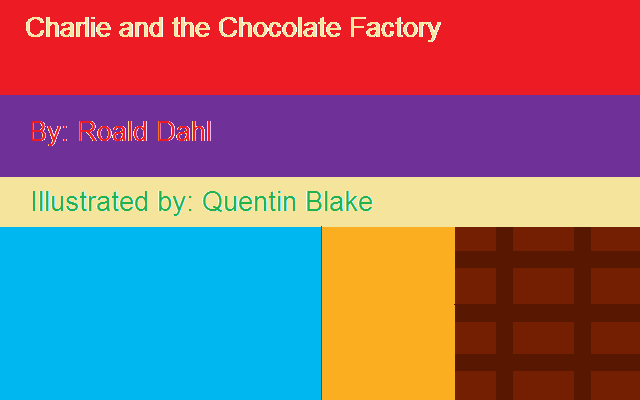 Charlie and the Chocolate Factory
By: Roald Dahl
Illustrated by: Quentin Blake